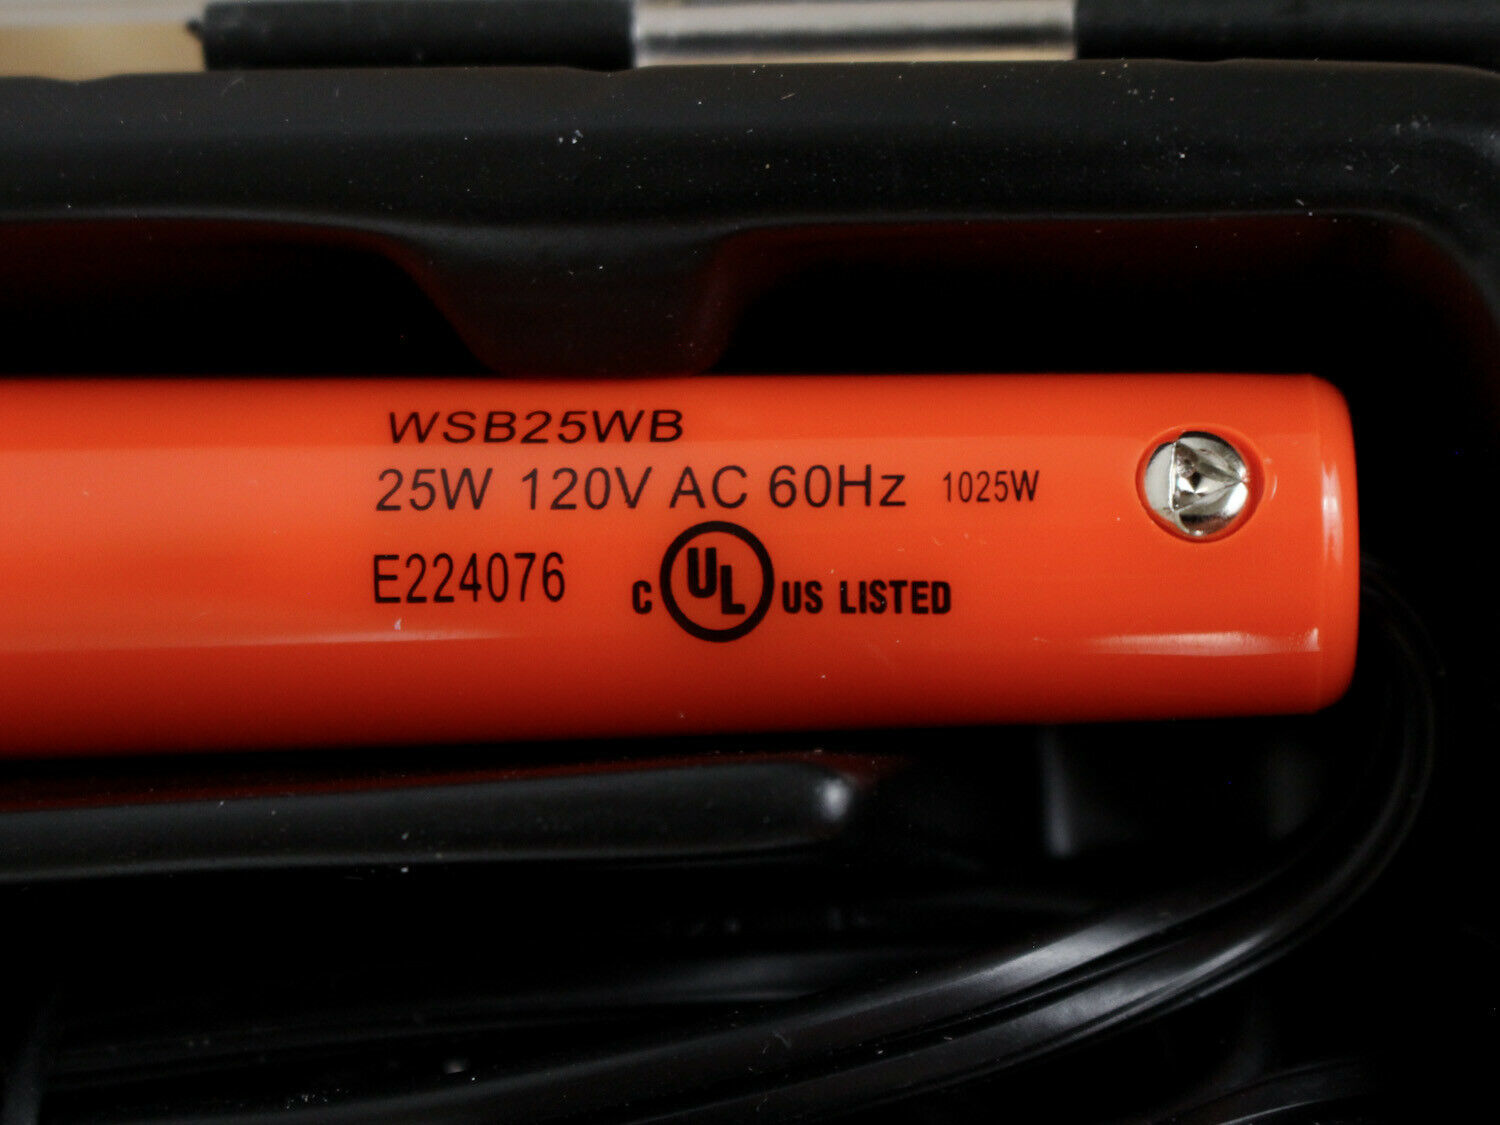 WSB25WB
25W 120V AC 60Hz 1025W
E224076 C UL US LISTED